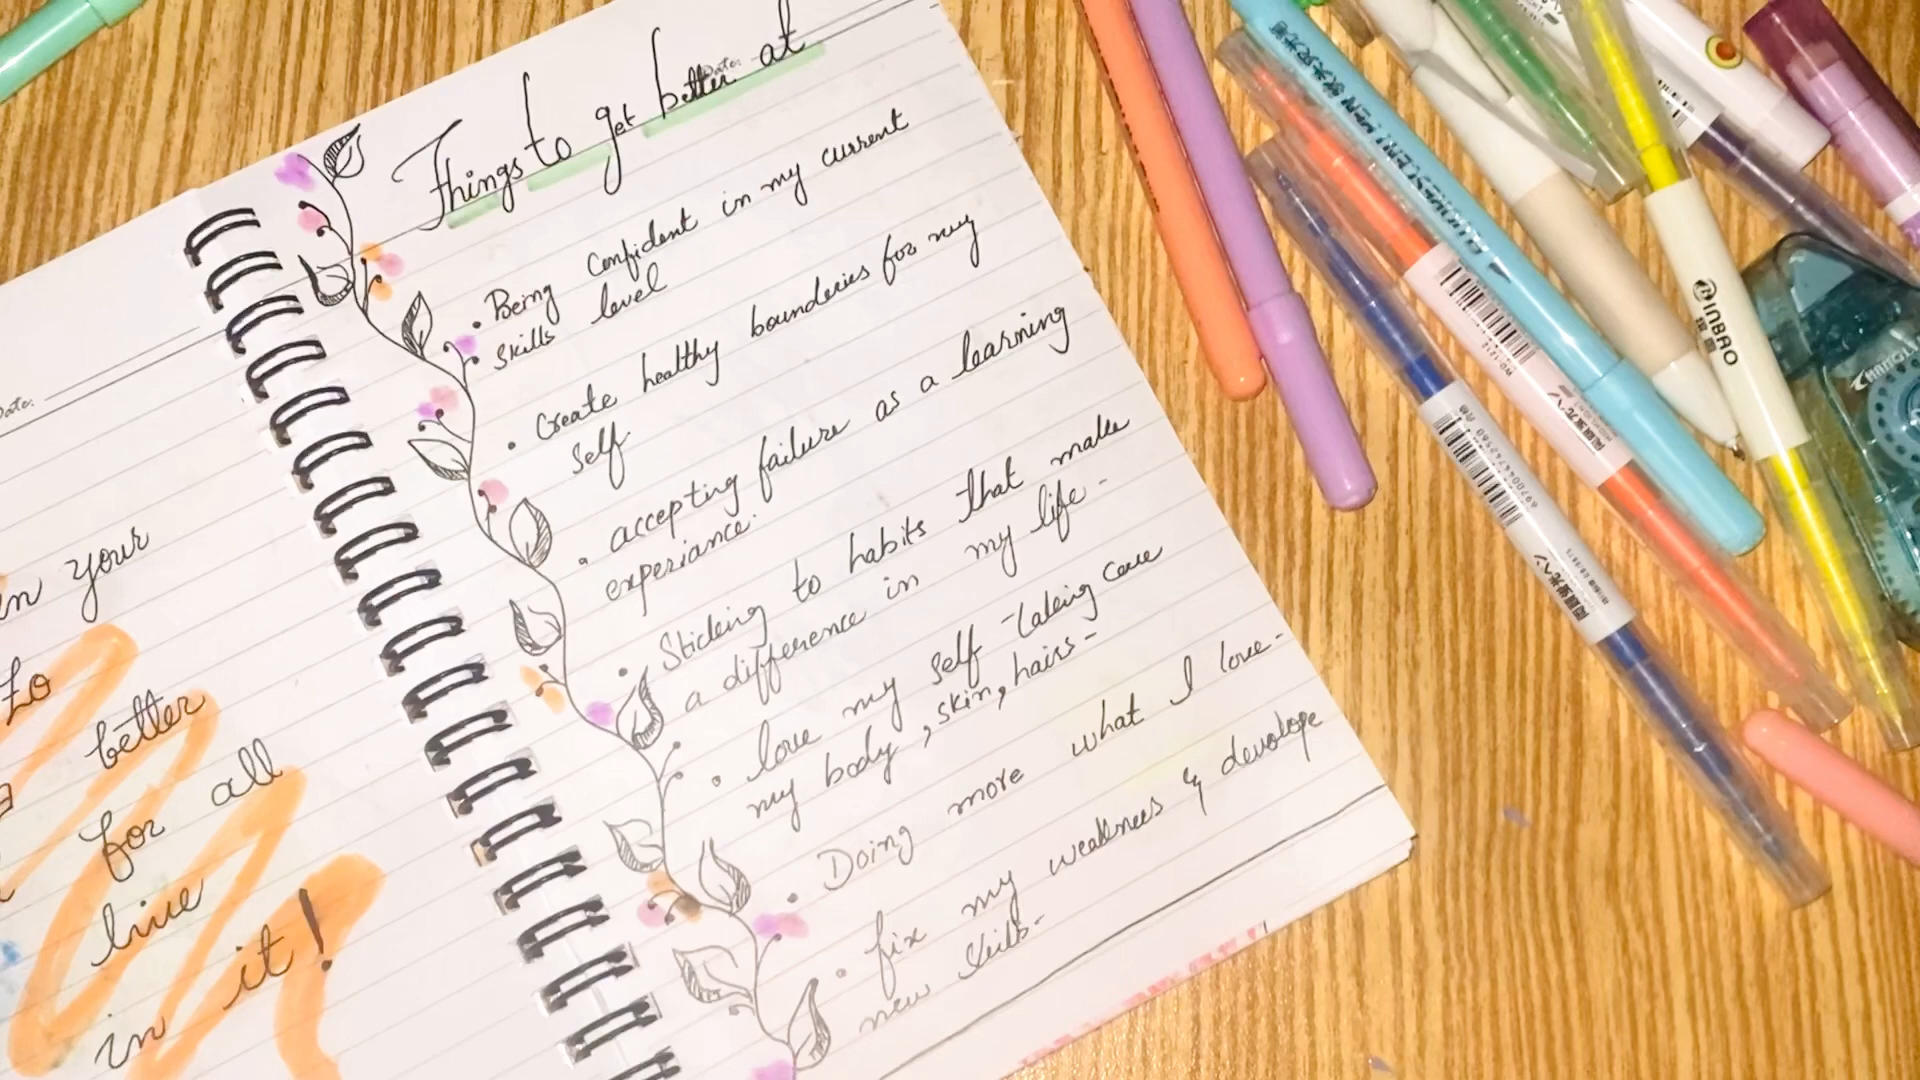 Date:
n your
to
better
for all
live
in it!
Date:
Things to get better at
• Being confident in my current
skills level
• Create healthy bounderies for my
self.
• accepting failure as a learning
experiance.
• Sticking to habits that make
a difference in my life-
• love my self -taking care
my body, skin, hairs-
• Doing more what I love-
• fix my weaknees & devolope
new skills-
INBAO